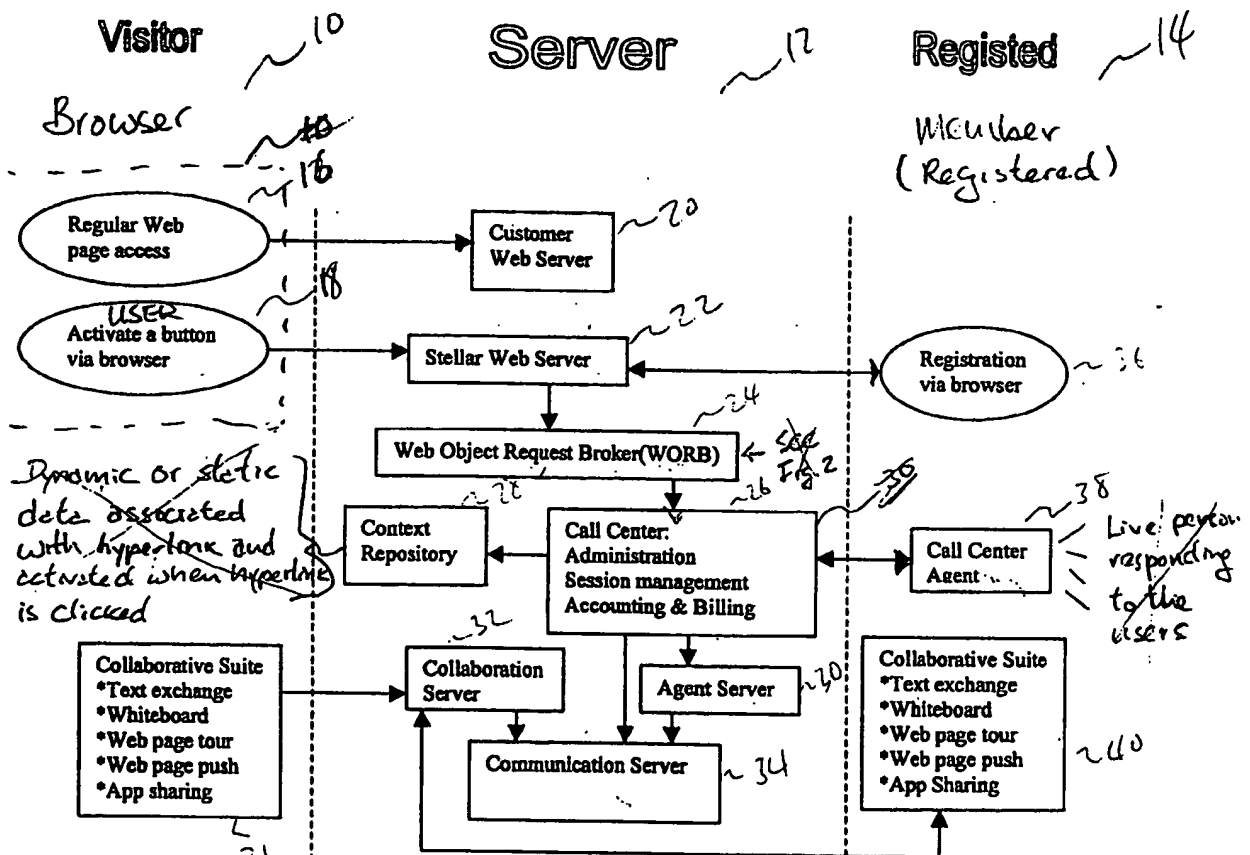 Visitor
10
Server
12
Registed
14
Browser
Member
(Registered)
16
Regular Web
page access
20
Customer
Web Server
18
USER
Activate a button
via browser
22
Stellar Web Server
Registration
via browser
36
24
Web Object Request Broker(WORB)
See
Fig. 2
26
Dynamic or static
data associated
with hyperlink and
activated when hyperlink
is clicked
28
Context
Repository
Call Center:
Administration
Session management
Accounting & Billing
30
38
Call Center
Agent
Live person
responding
to the
users
32
Collaboration
Server
Agent Server
30
Collaborative Suite
*Text exchange
*Whiteboard
*Web page tour
*Web page push
*App sharing
Communication Server
34
Collaborative Suite
*Text exchange
*Whiteboard
*Web page tour
*Web page push
*App Sharing
40